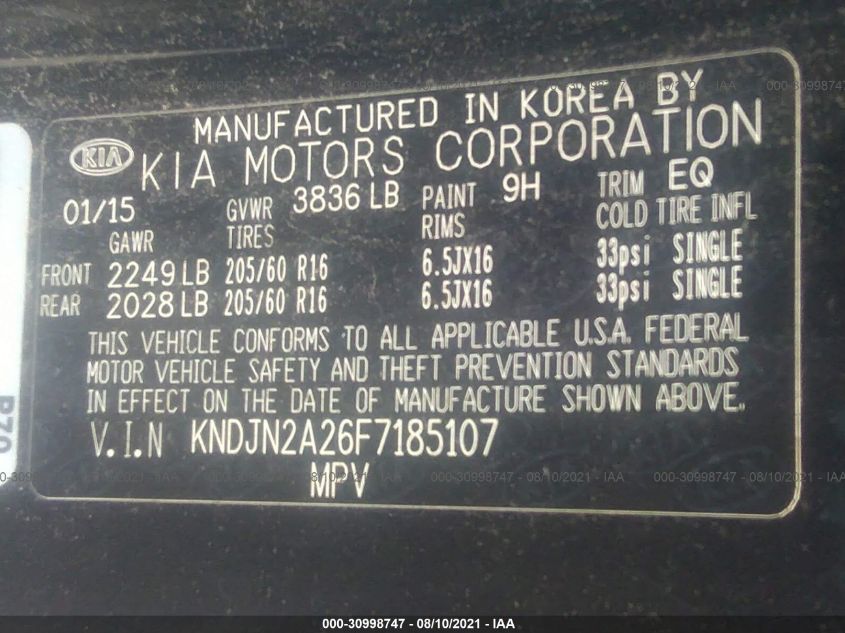 MANUFACTURED IN KOREA BY
KIA KIA MOTORS CORPORATION
01/15 GVWR 3836 LB PAINT 9H TRIM EQ
GAWR TIRES RIMS COLD TIRE INFL
FRONT 2249 LB 205/60 R16 6.5JX16 33psi SINGLE
REAR 2028 LB 205/60 R16 6.5JX16 33psi SINGLE
THIS VEHICLE CONFORMS TO ALL APPLICABLE U.S.A. FEDERAL
MOTOR VEHICLE SAFETY AND THEFT PREVENTION STANDARDS
IN EFFECT ON THE DATE OF MANUFACTURE SHOWN ABOVE.
V.I.N KNDJN2A26F7185107
MPV
000-30998747 - 08/10/2021 - IAA